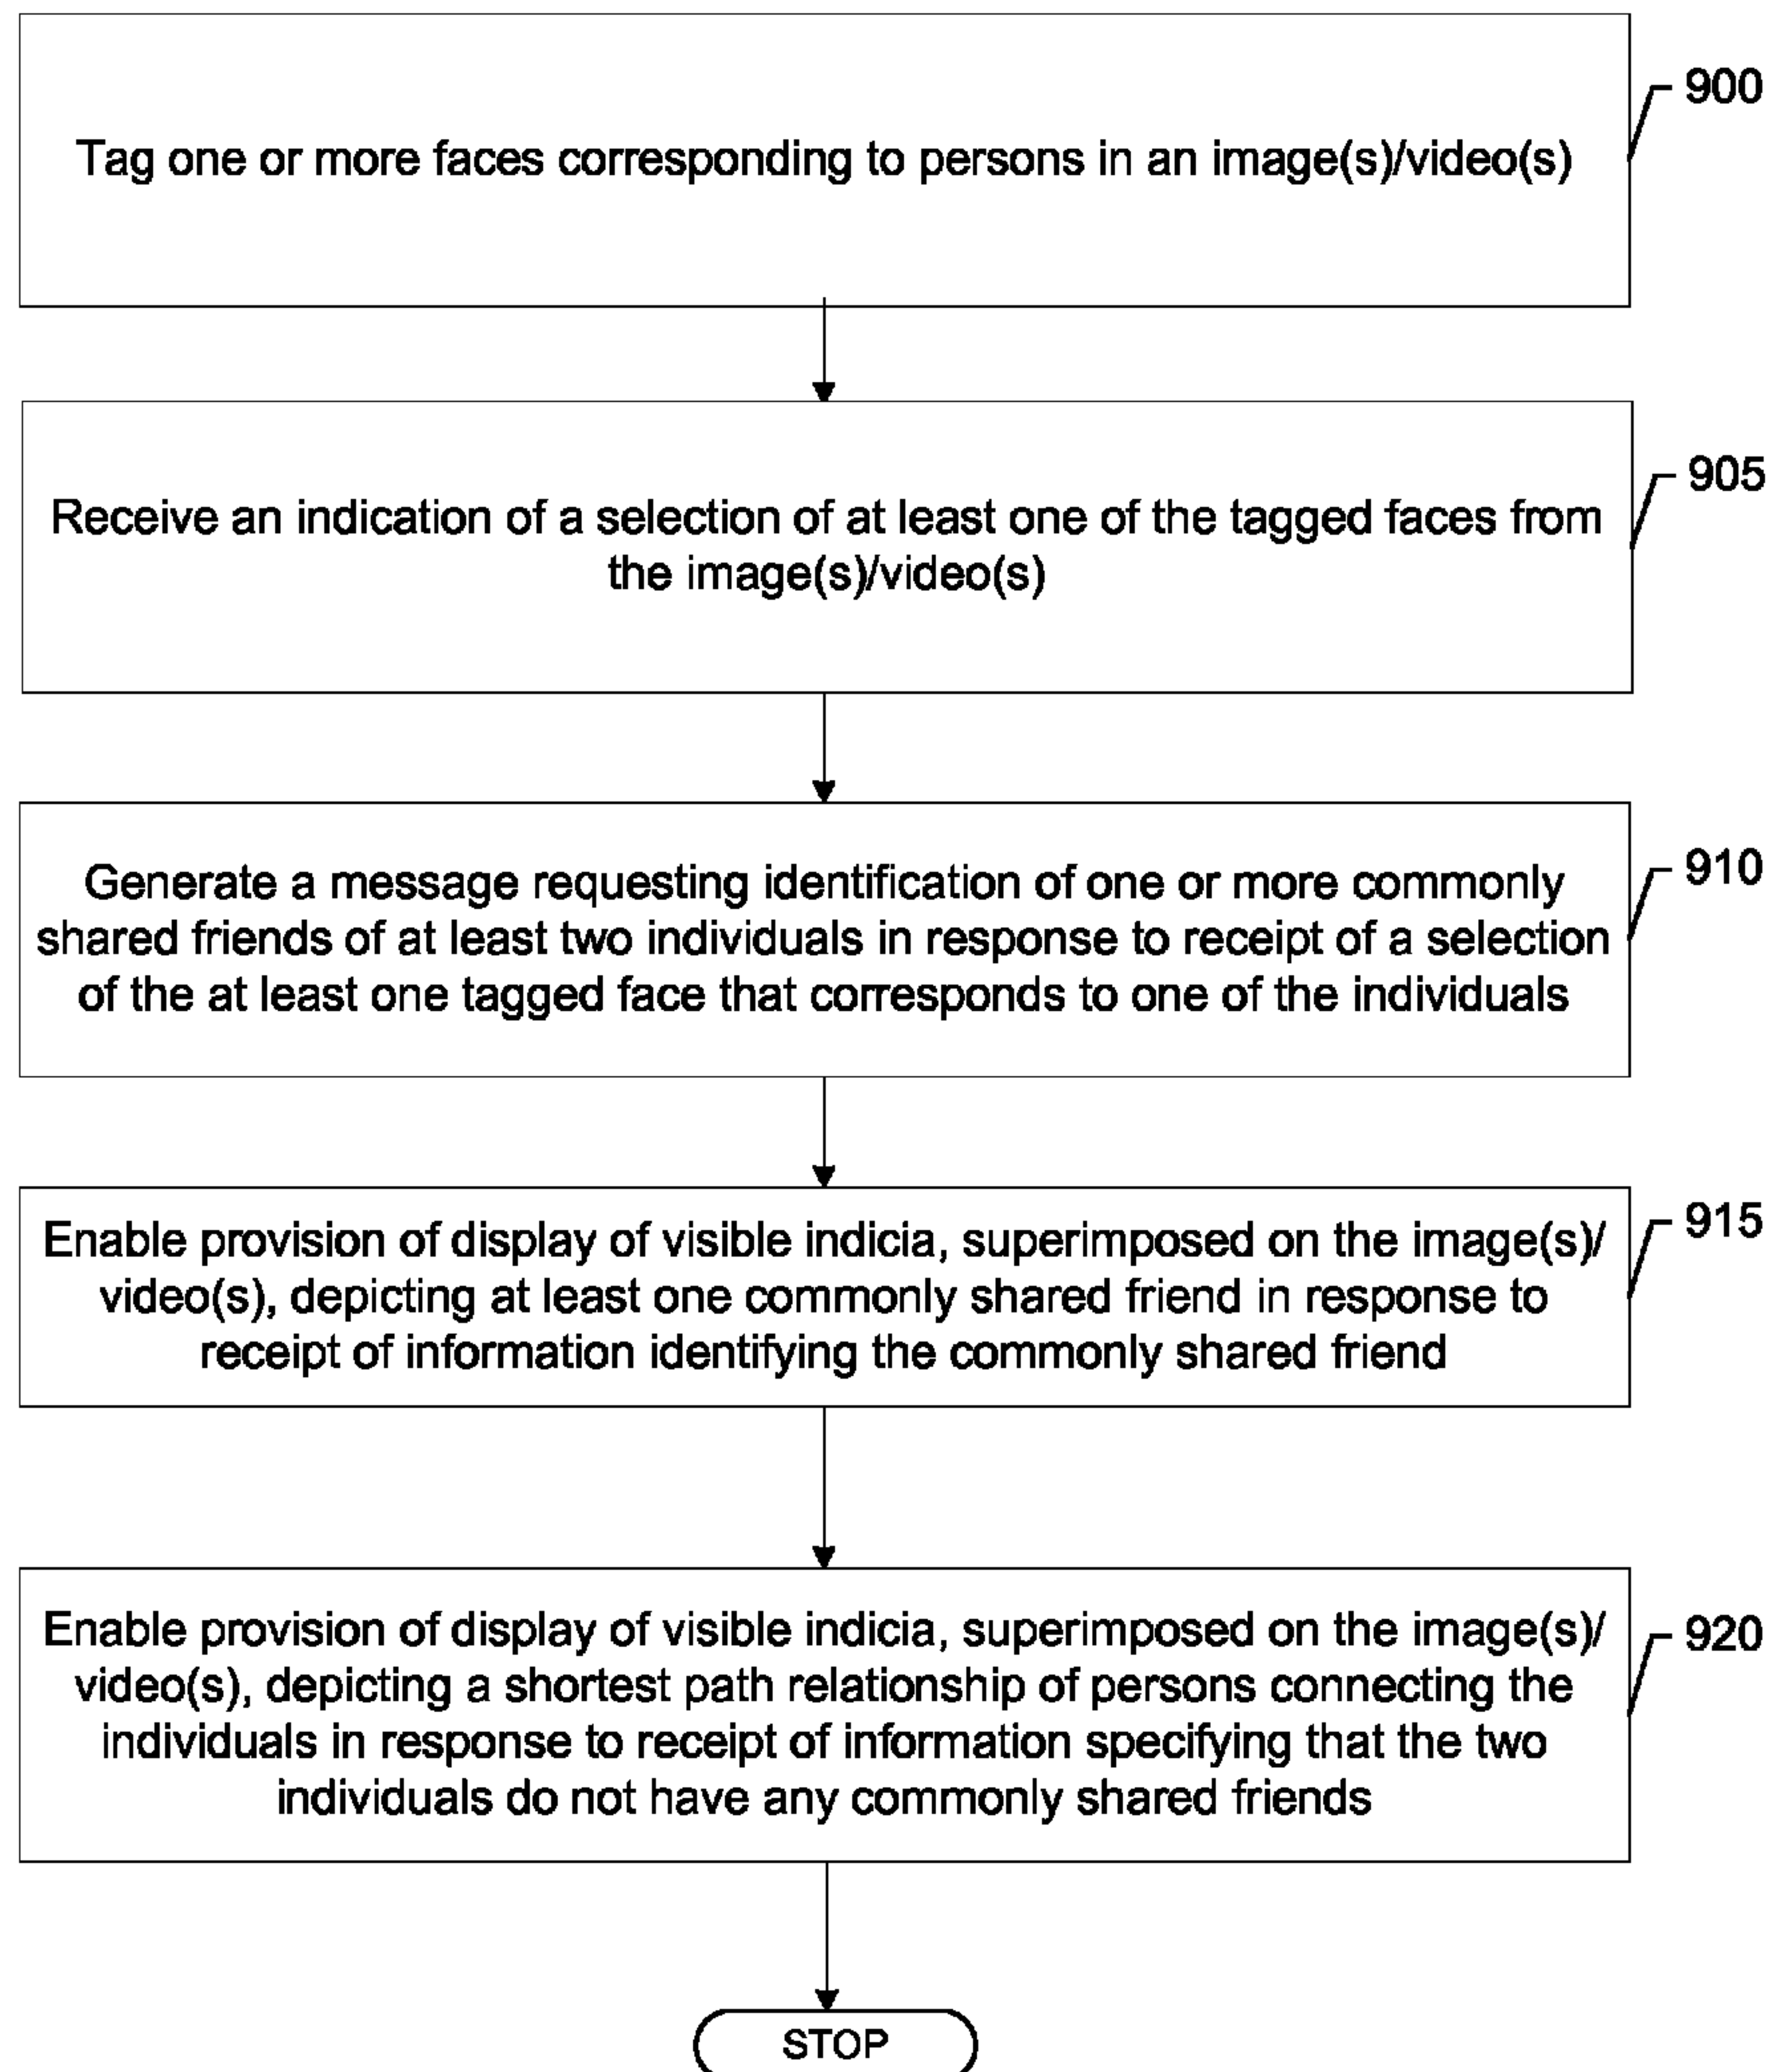 Tag one or more faces corresponding to persons in an image(s)/video(s)
900
Receive an indication of a selection of at least one of the tagged faces from
the image(s)/video(s)
905
Generate a message requesting identification of one or more commonly
shared friends of at least two individuals in response to receipt of a selection
of the at least one tagged face that corresponds to one of the individuals
910
Enable provision of display of visible indicia, superimposed on the image(s)/
video(s), depicting at least one commonly shared friend in response to
receipt of information identifying the commonly shared friend
915
Enable provision of display of visible indicia, superimposed on the image(s)/
video(s), depicting a shortest path relationship of persons connecting the
individuals in response to receipt of information specifying that the two
individuals do not have any commonly shared friends
920
STOP